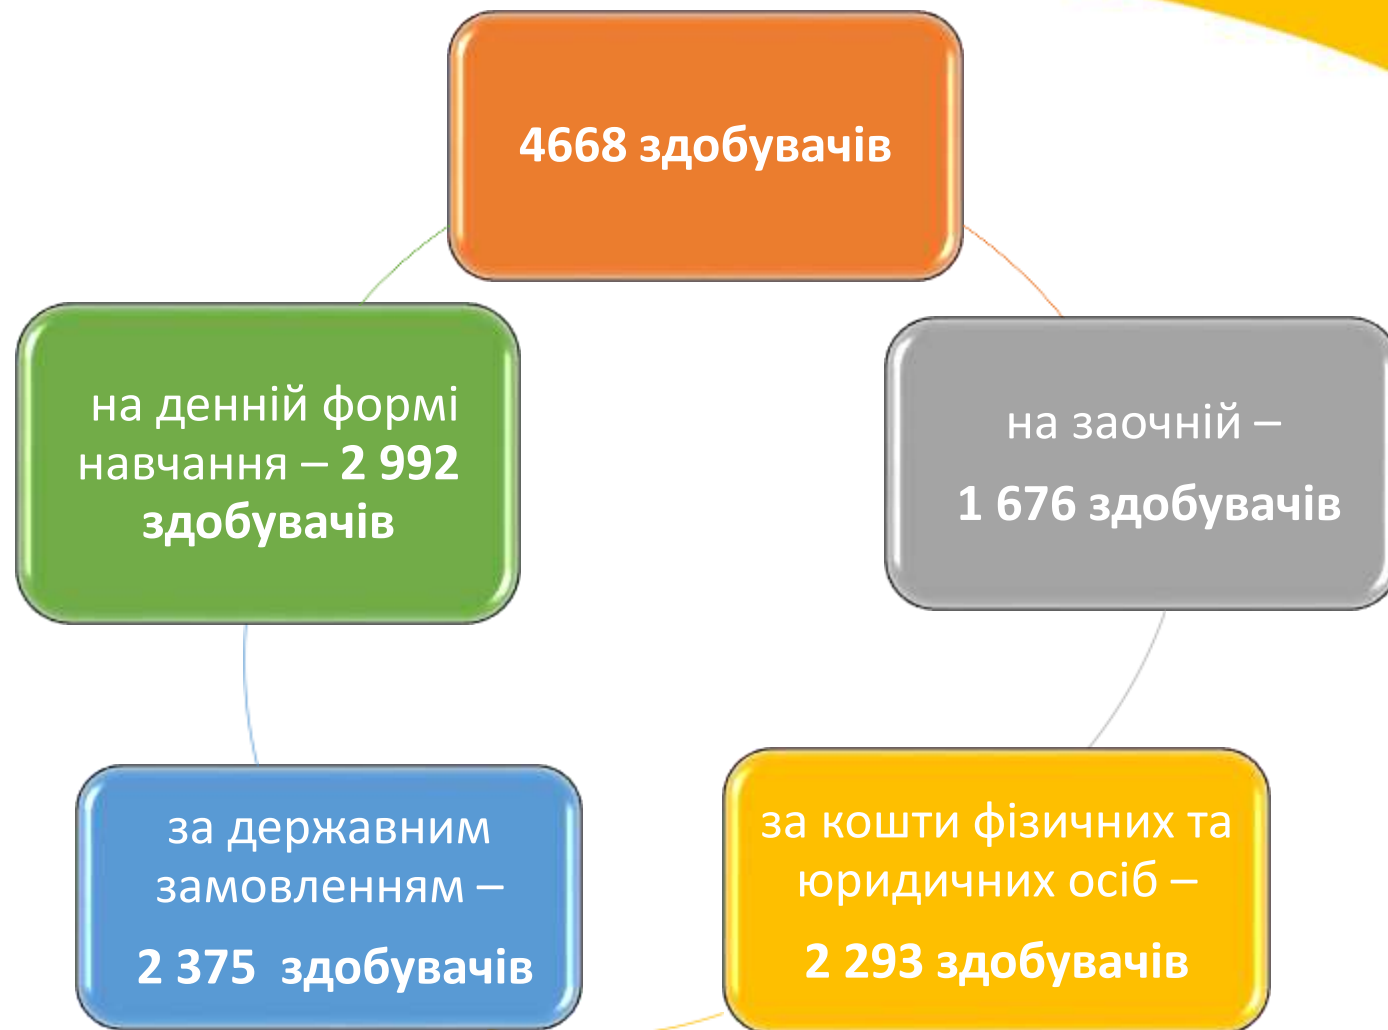 4668 здобувачів
на денній формі
навчання – 2 992
здобувачів
на заочній –
1 676 здобувачів
за державним
замовленням –
2 375 здобувачів
за кошти фізичних та
юридичних осіб –
2 293 здобувачів